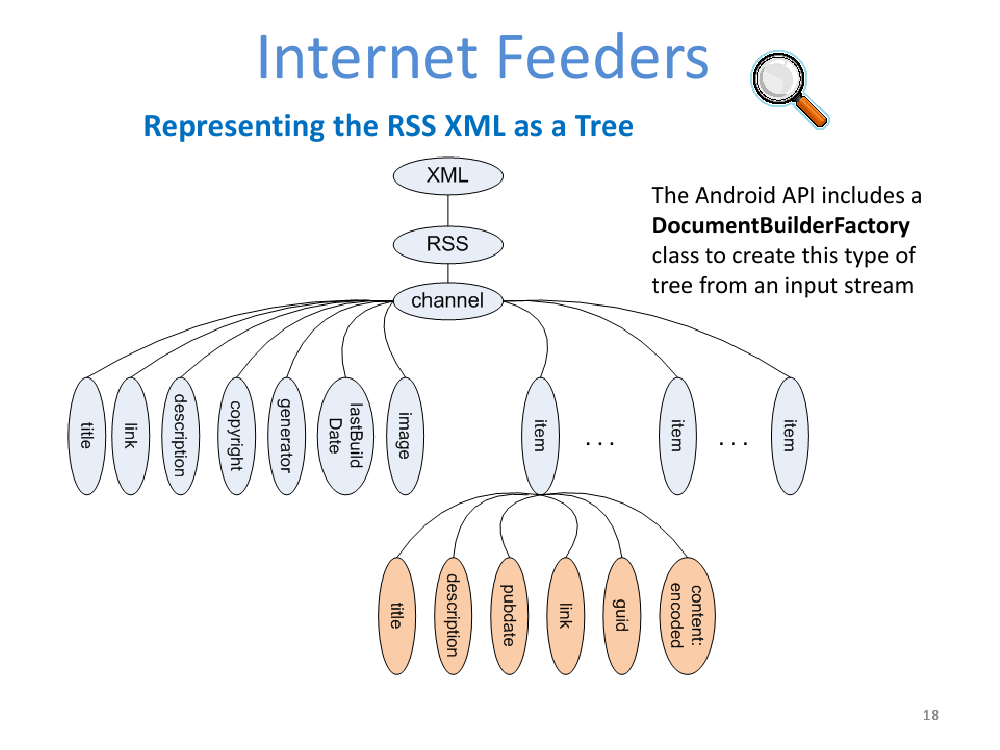 Internet Feeders
Representing the RSS XML as a Tree
XML
The Android API includes a
DocumentBuilderFactory
class to create this type of
tree from an input stream
RSS
channel
title
link
description
copyright
generator
lastBuild
Date
image
item
. . .
item
. . .
item
title
description
pubdate
link
guid
content:
encoded
18